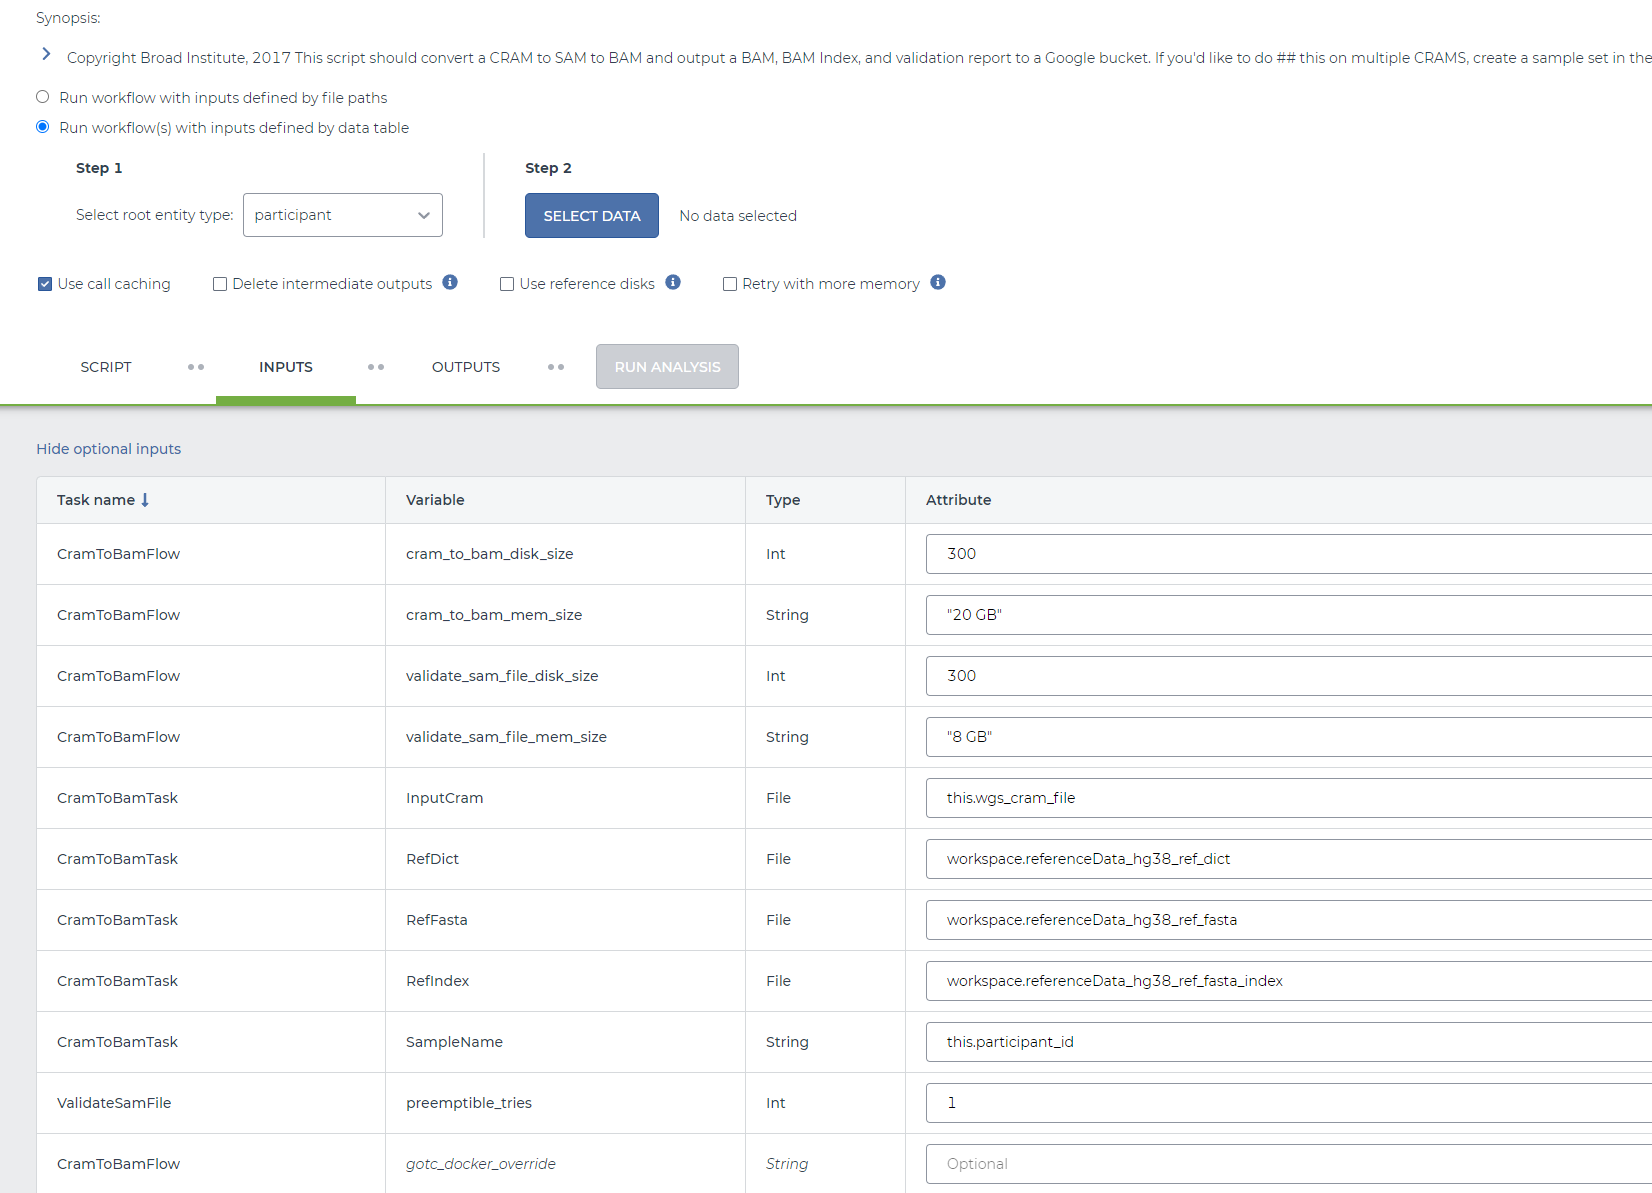 Synopsis:
Copyright Broad Institute, 2017 This script should convert a CRAM to SAM to BAM and output a BAM, BAM Index, and validation report to a Google bucket. If you'd like to do ## this on multiple CRAMS, create a sample set in the
Run workflow with inputs defined by file paths
Run workflow(s) with inputs defined by data table
Step 1
Step 2
Select root entity type: participant
SELECT DATA No data selected
Use call caching Delete intermediate outputs Use reference disks Retry with more memory
SCRIPT INPUTS OUTPUTS RUN ANALYSIS
Hide optional inputs
Task name ↓ Variable Type Attribute
CramToBamFlow cram_to_bam_disk_size Int 300
CramToBamFlow cram_to_bam_mem_size String "20 GB"
CramToBamFlow validate_sam_file_disk_size Int 300
CramToBamFlow validate_sam_file_mem_size String "8 GB"
CramToBamTask InputCram File this.wgs_cram_file
CramToBamTask RefDict File workspace.referenceData_hg38_ref_dict
CramToBamTask RefFasta File workspace.referenceData_hg38_ref_fasta
CramToBamTask RefIndex File workspace.referenceData_hg38_ref_fasta_index
CramToBamTask SampleName String this.participant_id
ValidateSamFile preemptible_tries Int 1
CramToBamFlow gotc_docker_override String Optional